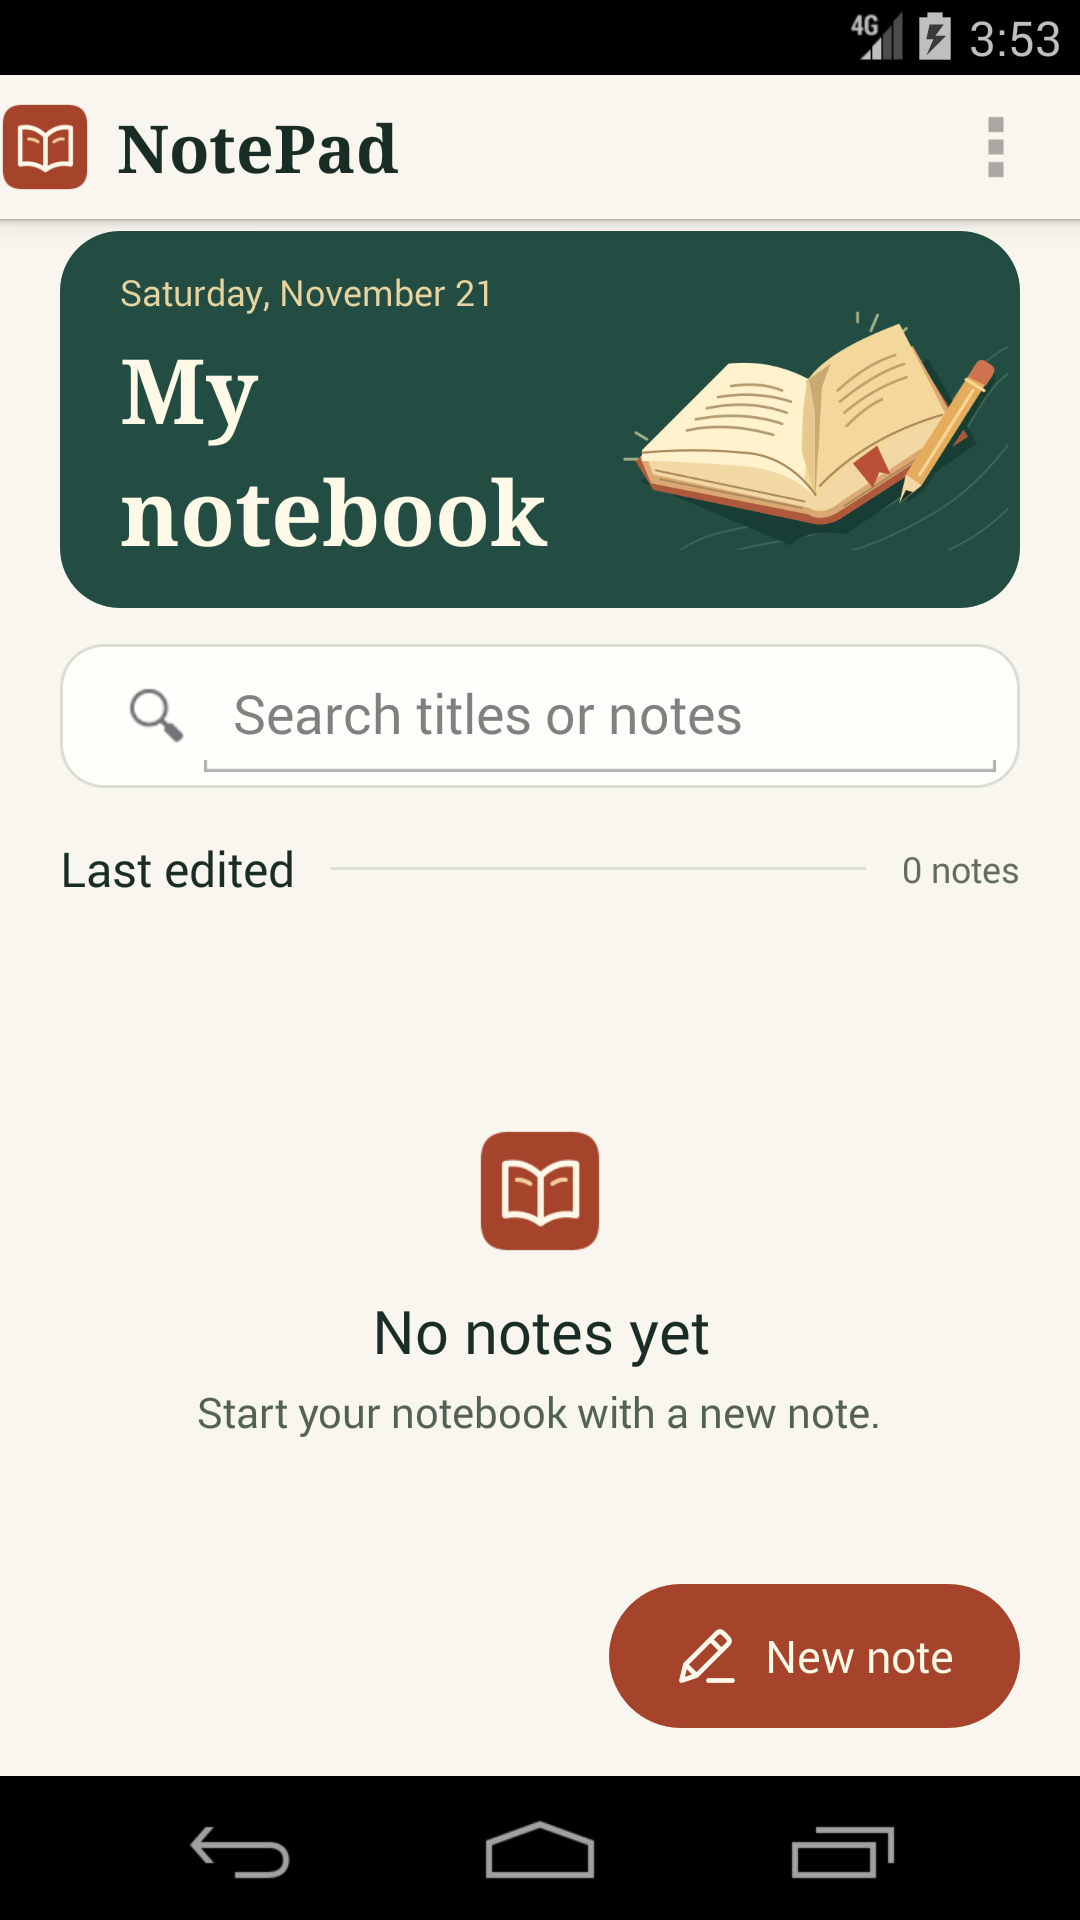 4G 3:53
NotePad
Saturday, November 21
My
notebook
Search titles or notes
Last edited 0 notes
No notes yet
Start your notebook with a new note.
New note